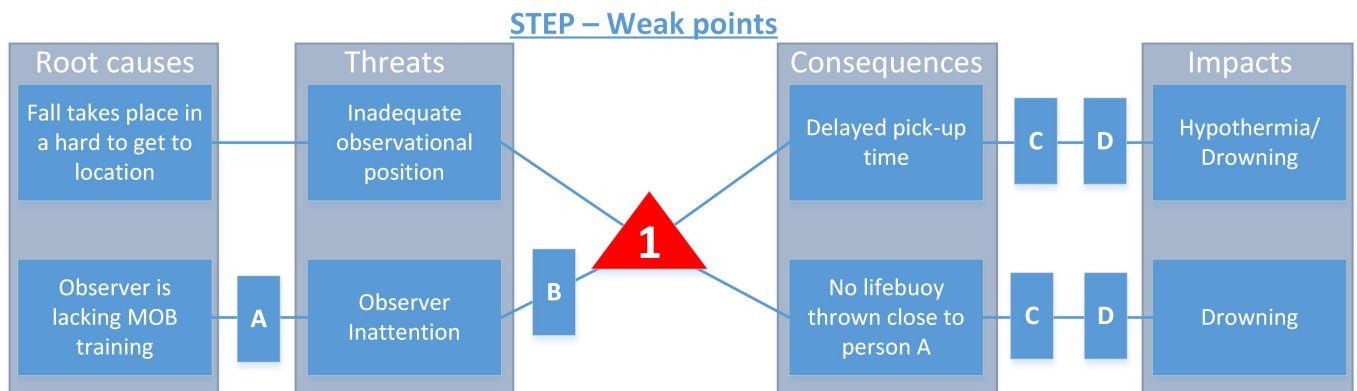 STEP – Weak points
Root causes
Threats
Consequences
Impacts
Fall takes place in
a hard to get to
location
Inadequate
observational
position
Delayed pick-up
time
C
D
Hypothermia/
Drowning
1
Observer is
lacking MOB
training
A
Observer
Inattention
B
No lifebuoy
thrown close to
person A
C
D
Drowning